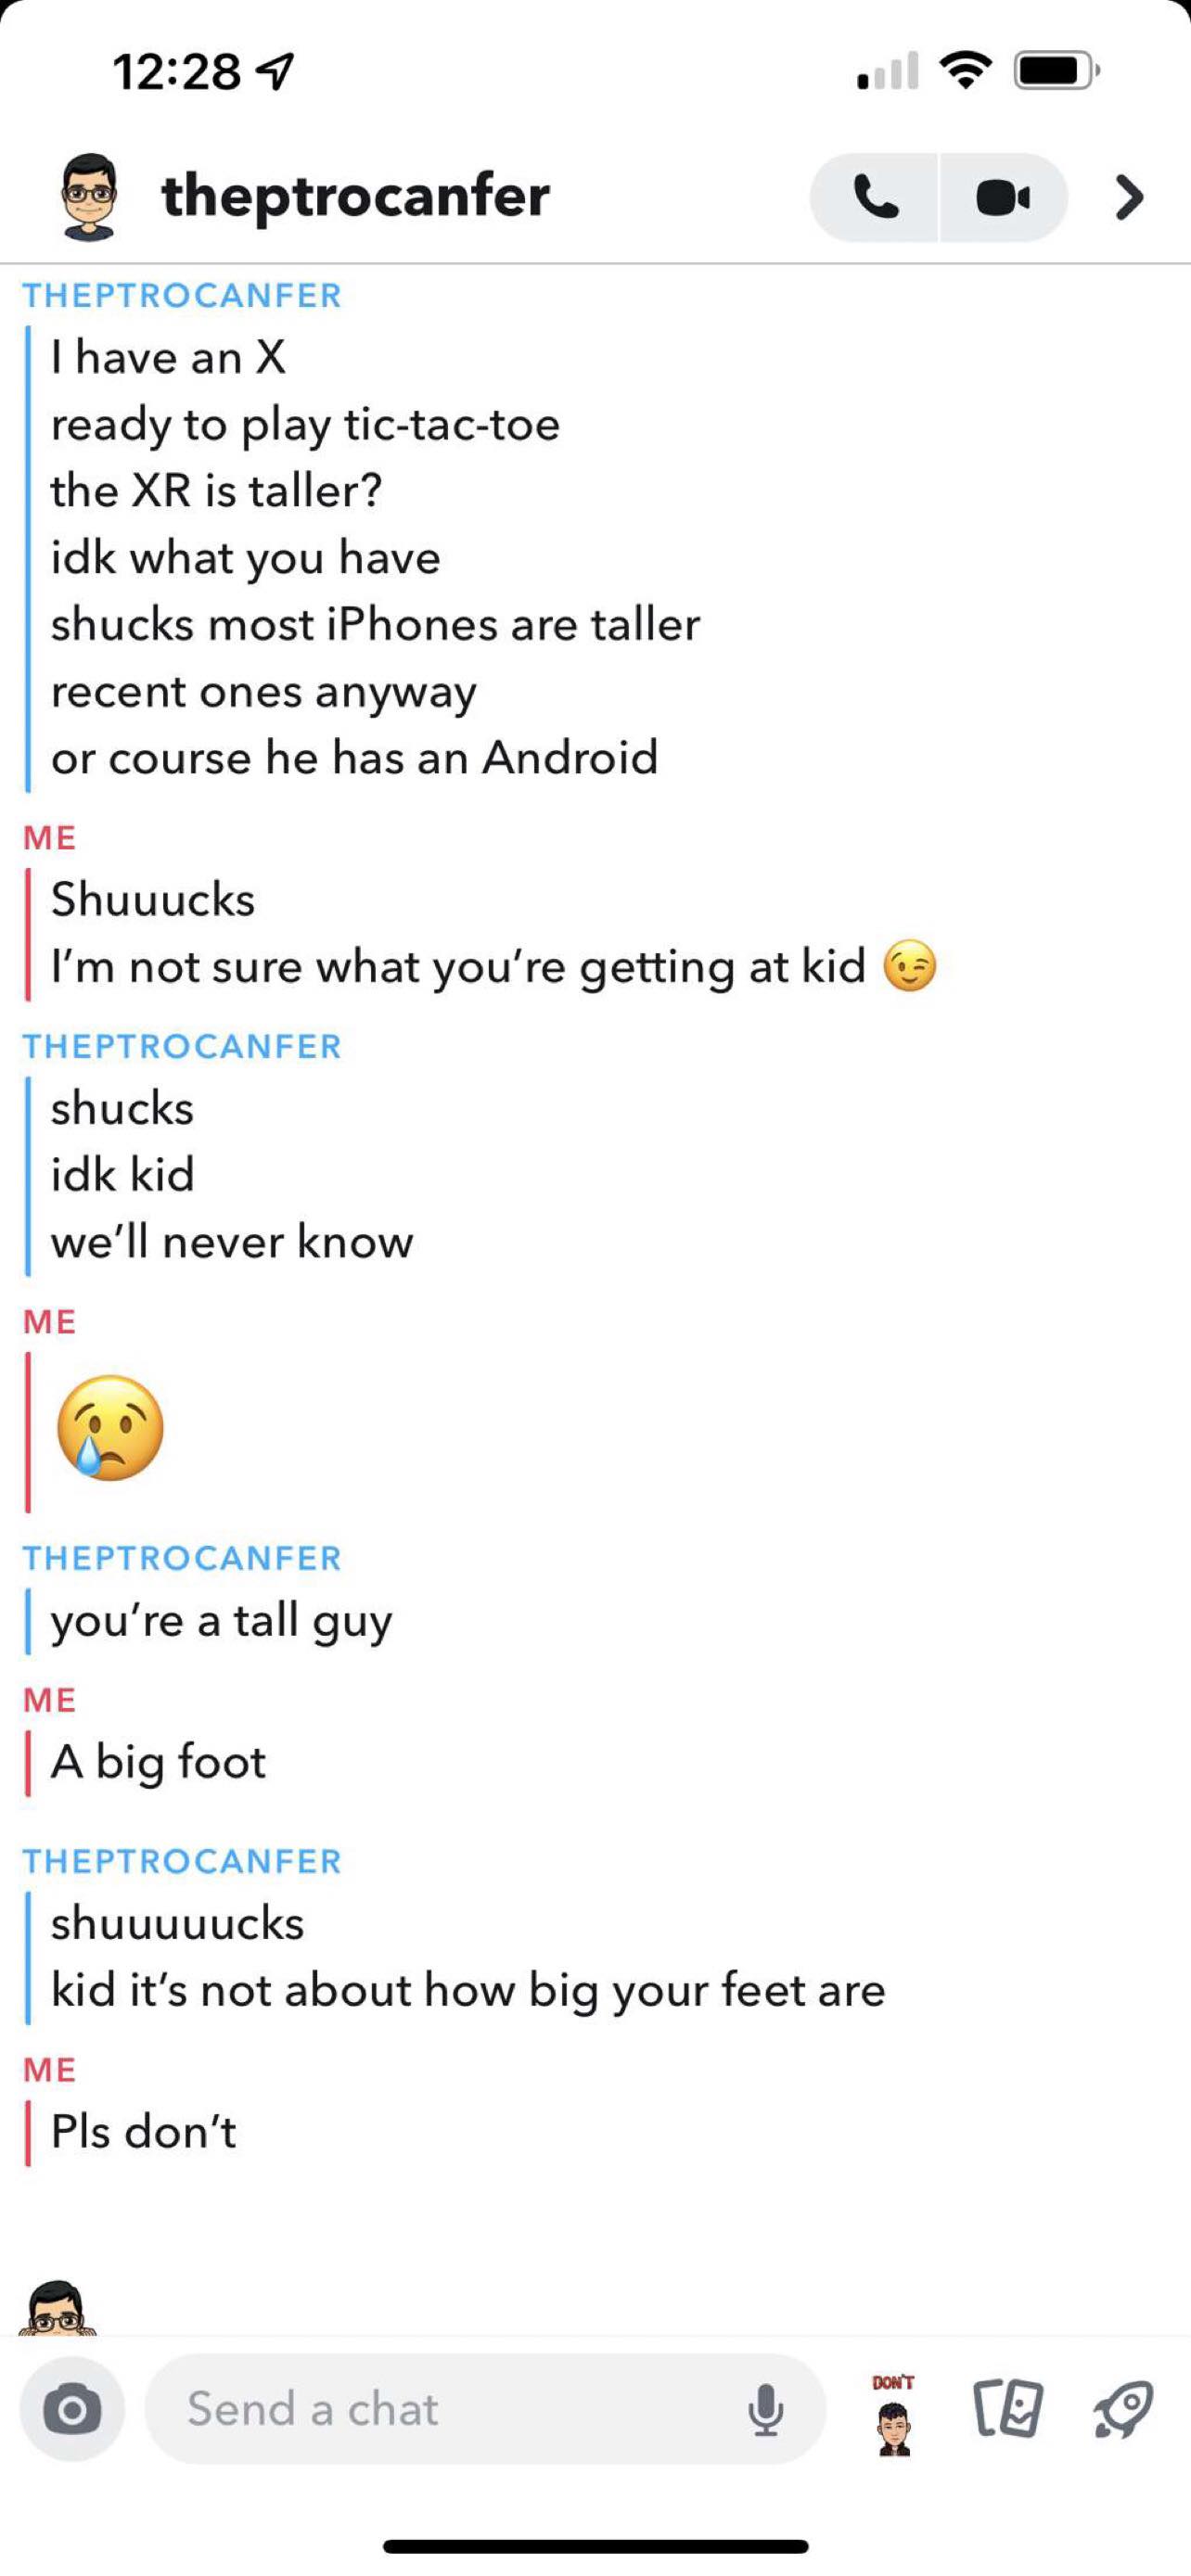 12:28
theptrocanfer
THEPTROCANFER
I have an X
ready to play tic-tac-toe
the XR is taller?
idk what you have
shucks most iPhones are taller
recent ones anyway
or course he has an Android
ME
Shuuucks
I'm not sure what you're getting at kid 😉
THEPTROCANFER
shucks
idk kid
we'll never know
ME
😢
THEPTROCANFER
you're a tall guy
ME
A big foot
THEPTROCANFER
shuuuuucks
kid it's not about how big your feet are
ME
Pls don't
Send a chat
DON'T